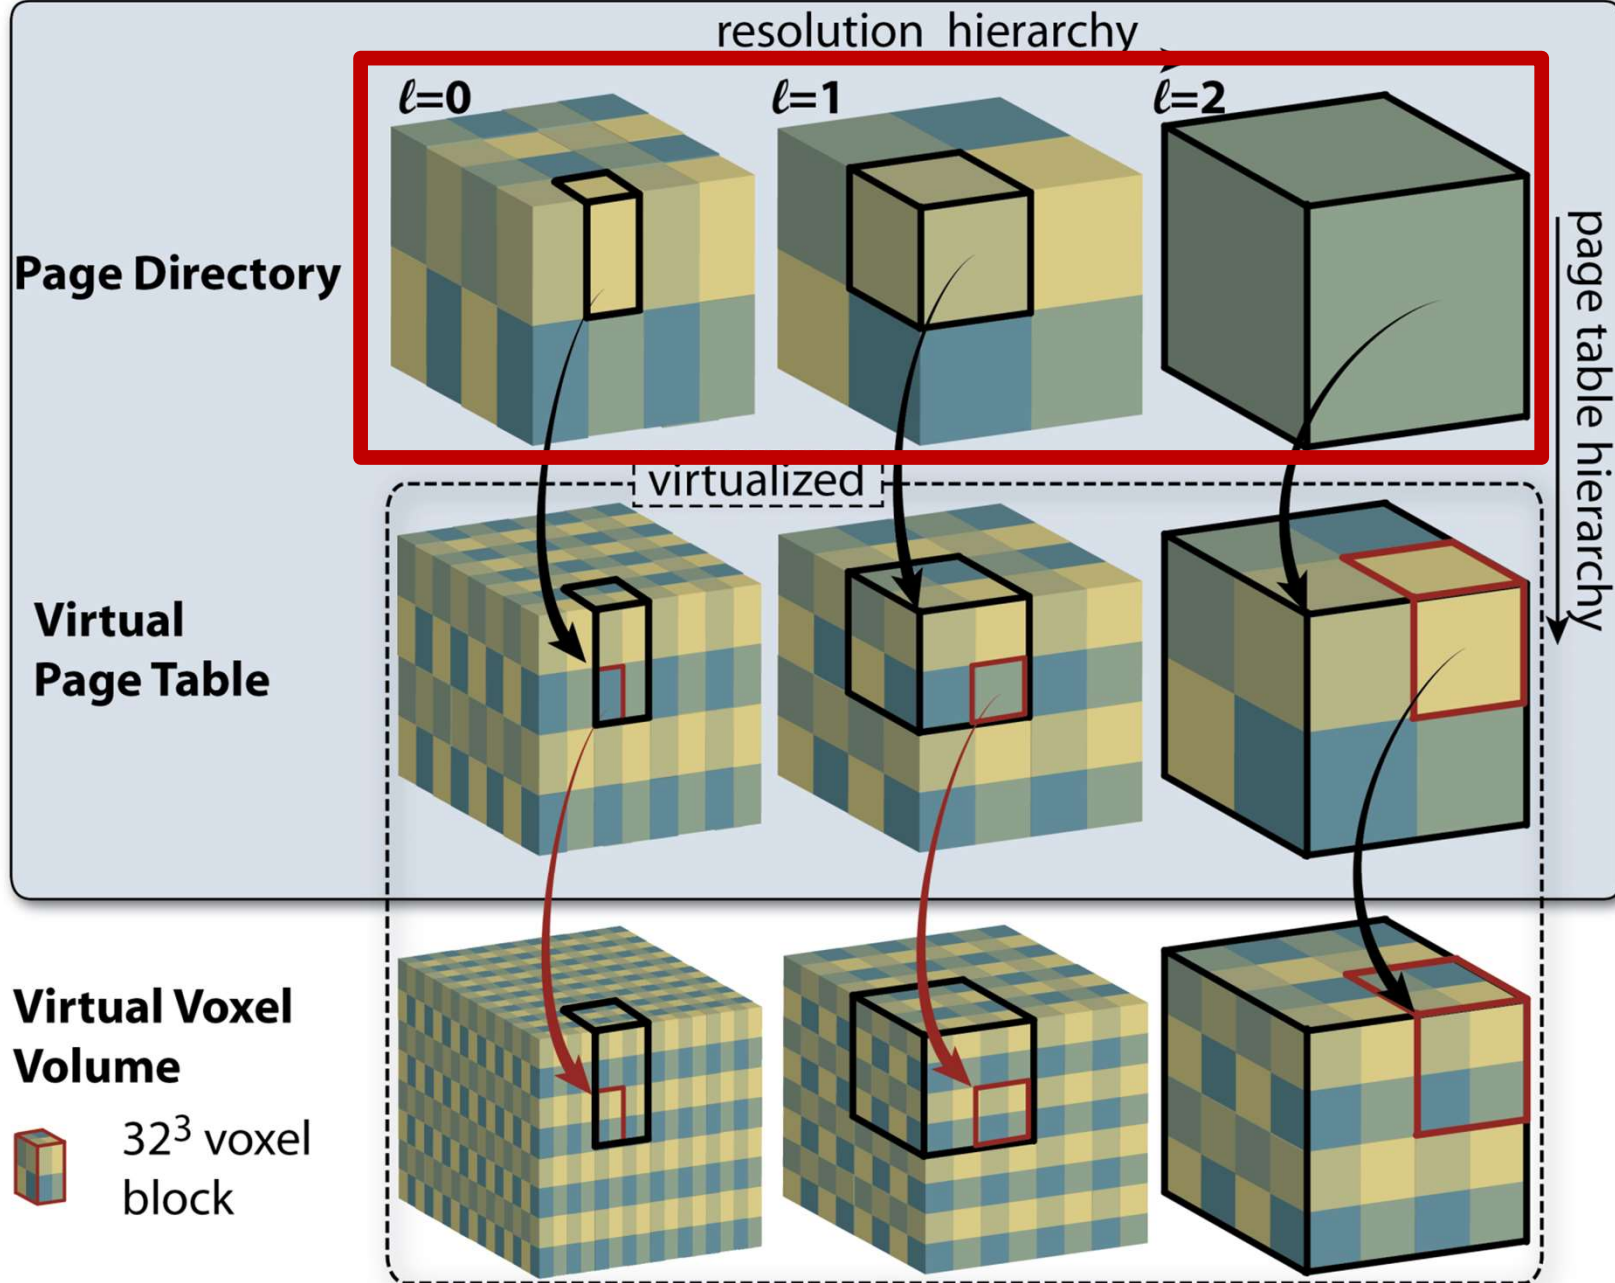 resolution hierarchy
ℓ=0
ℓ=1
ℓ=2
Page Directory
page table hierarchy
virtualized
Virtual
Page Table
Virtual Voxel
Volume
32³ voxel
block